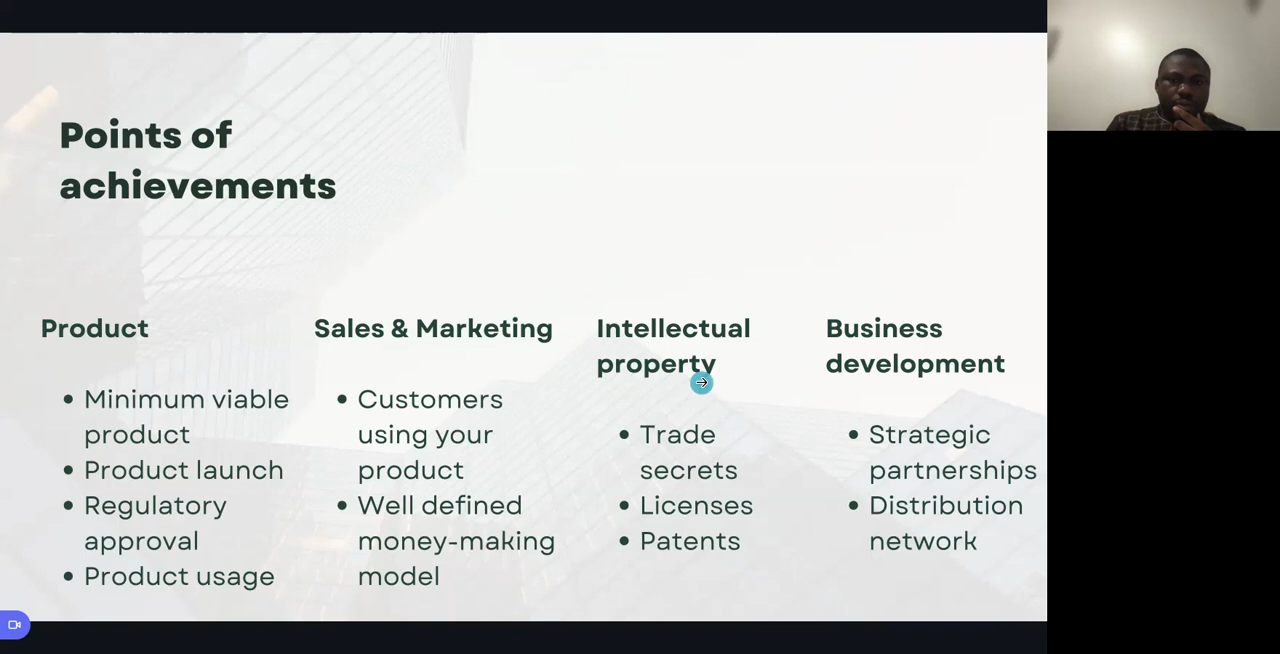 Points of
achievements
Product
Minimum viable
product
Product launch
Regulatory
approval
Product usage
Sales & Marketing
Customers
using your
product
Well defined
money-making
model
Intellectual
property
Trade
secrets
Licenses
Patents
Business
development
Strategic
partnerships
Distribution
network